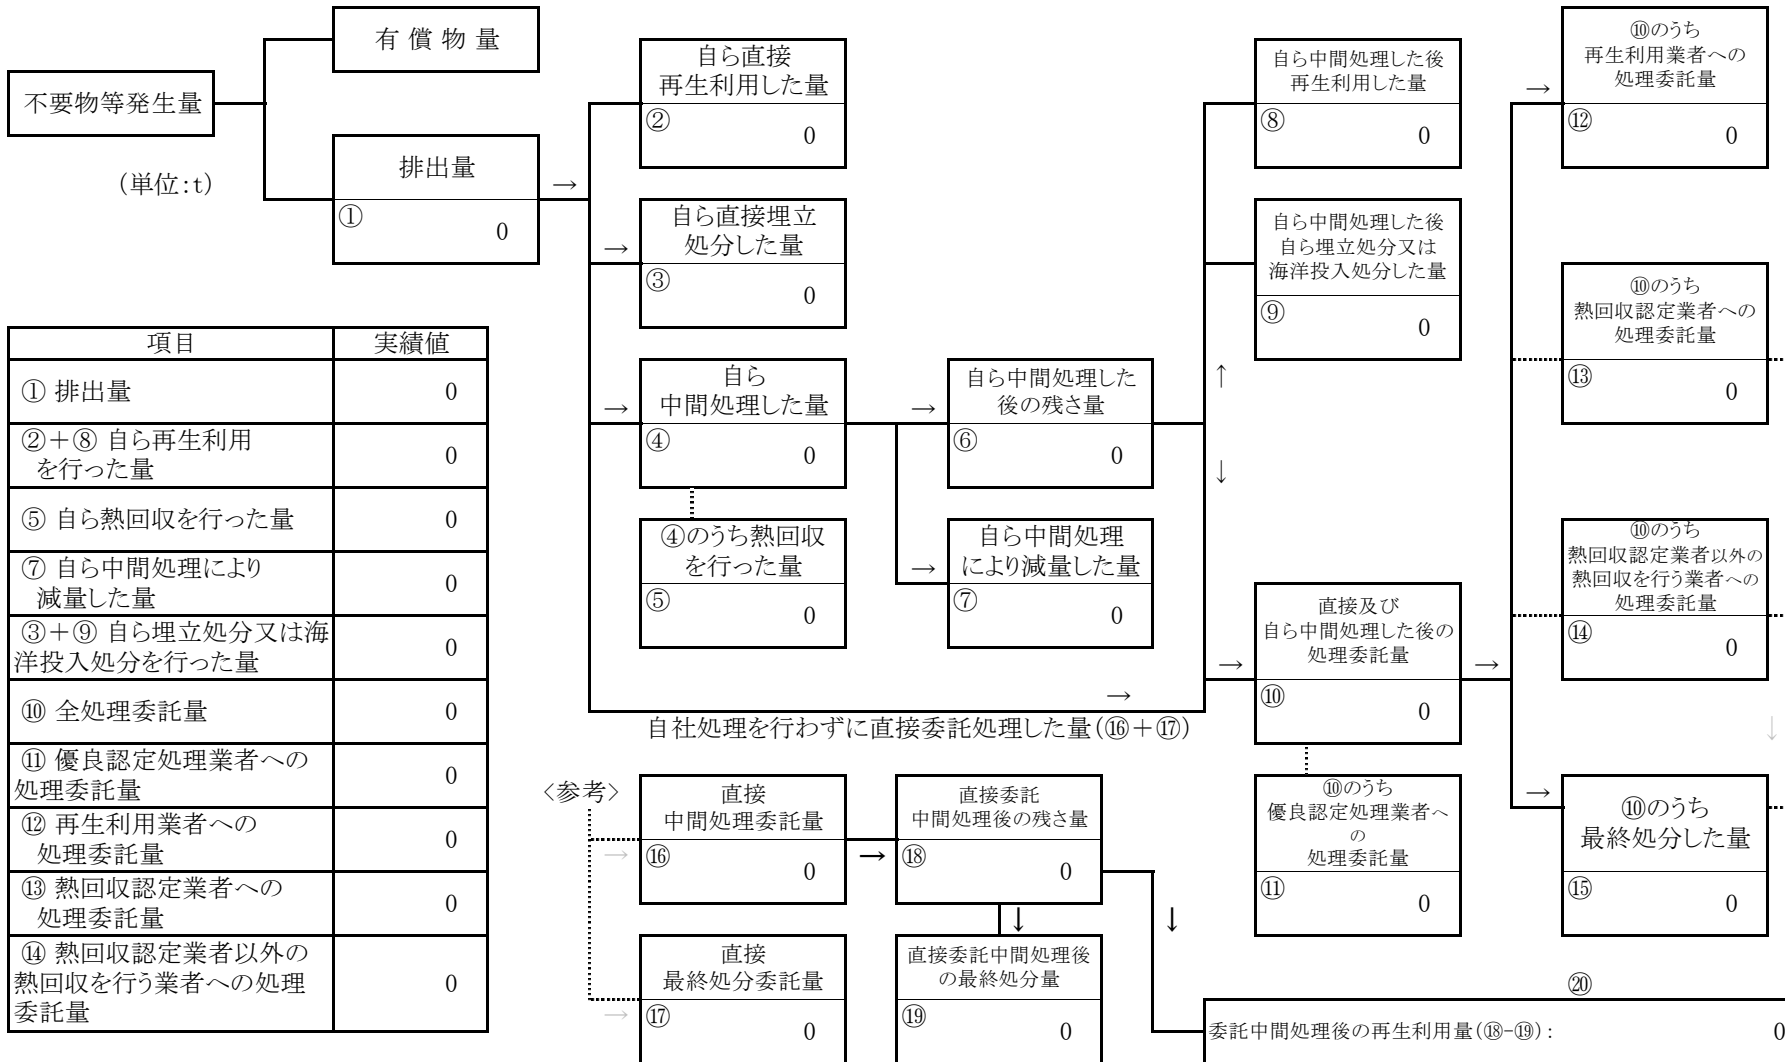 有 償 物 量
不要物等発生量
(単位:t)
排出量
①
0
→
自ら直接
再生利用した量
②
0
→
自ら直接埋立
処分した量
③
0
→
自ら
中間処理した量
④
0
④のうち熱回収
を行った量
⑤
0
→
自ら中間処理した
後の残さ量
⑥
0
→
自ら中間処理
により減量した量
⑦
0
↑
↓
自ら中間処理した後
再生利用した量
⑧
0
自ら中間処理した後
自ら埋立処分又は
海洋投入処分した量
⑨
0
→
自社処理を行わずに直接委託処理した量(⑯+⑰)
→
直接及び
自ら中間処理した後の
処理委託量
⑩
0
→
⑩のうち
優良認定処理業者へ
の
処理委託量
⑪
0
→
⑩のうち
再生利用業者への
処理委託量
⑫
0
⑩のうち
熱回収認定業者への
処理委託量
⑬
0
⑩のうち
熱回収認定業者以外の
熱回収を行う業者への
処理委託量
⑭
0
↓
→
⑩のうち
最終処分した量
⑮
0
項目 実績値
① 排出量 0
②+⑧ 自ら再生利用
を行った量 0
⑤ 自ら熱回収を行った量 0
⑦ 自ら中間処理により
減量した量 0
③+⑨ 自ら埋立処分又は海
洋投入処分を行った量 0
⑩ 全処理委託量 0
⑪ 優良認定処理業者への
処理委託量 0
⑫ 再生利用業者への
処理委託量 0
⑬ 熱回収認定業者への
処理委託量 0
⑭ 熱回収認定業者以外の
熱回収を行う業者への処理
委託量 0
<参考>
→
直接
中間処理委託量
⑯
0
→
直接委託
中間処理後の残さ量
⑱
0
↓
↓
→
直接
最終処分委託量
⑰
0
直接委託中間処理後
の最終処分量
⑲
0
⑳
委託中間処理後の再生利用量(⑱-⑲): 0